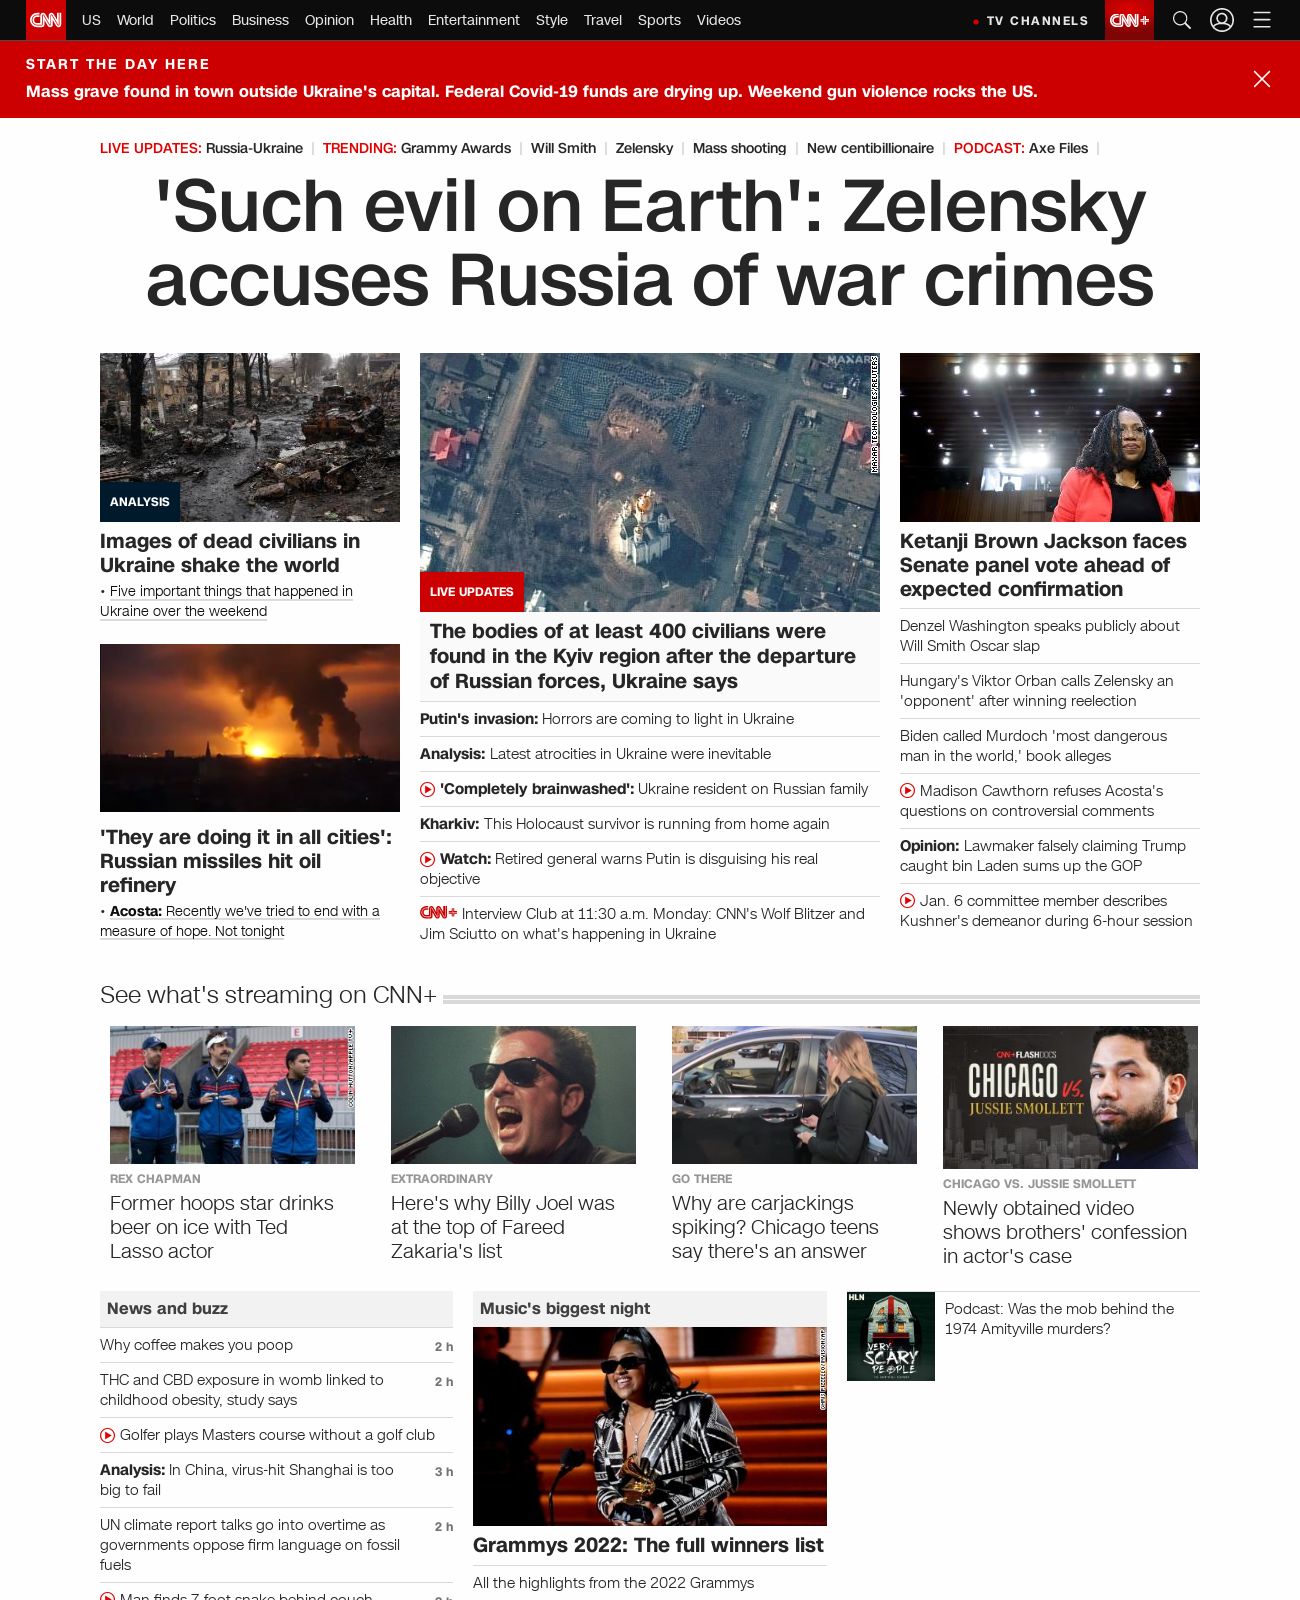 CNN US World Politics Business Opinion Health Entertainment Style Travel Sports Videos TV CHANNELS CNN+
START THE DAY HERE
Mass grave found in town outside Ukraine's capital. Federal Covid-19 funds are drying up. Weekend gun violence rocks the US.
LIVE UPDATES: Russia-Ukraine TRENDING: Grammy Awards Will Smith Zelensky Mass shooting New centibillionaire PODCAST: Axe Files
'Such evil on Earth': Zelensky
accuses Russia of war crimes
ANALYSIS
Images of dead civilians in
Ukraine shake the world
• Five important things that happened in
Ukraine over the weekend
'They are doing it in all cities':
Russian missiles hit oil
refinery
• Acosta: Recently we've tried to end with a
measure of hope. Not tonight
MAXAR
MAXAR TECHNOLOGIES/REUTERS
LIVE UPDATES
The bodies of at least 400 civilians were
found in the Kyiv region after the departure
of Russian forces, Ukraine says
Putin's invasion: Horrors are coming to light in Ukraine
Analysis: Latest atrocities in Ukraine were inevitable
'Completely brainwashed': Ukraine resident on Russian family
Kharkiv: This Holocaust survivor is running from home again
Watch: Retired general warns Putin is disguising his real
objective
CNN+ Interview Club at 11:30 a.m. Monday: CNN's Wolf Blitzer and
Jim Sciutto on what's happening in Ukraine
Ketanji Brown Jackson faces
Senate panel vote ahead of
expected confirmation
Denzel Washington speaks publicly about
Will Smith Oscar slap
Hungary's Viktor Orban calls Zelensky an
'opponent' after winning reelection
Biden called Murdoch 'most dangerous
man in the world,' book alleges
Madison Cawthorn refuses Acosta's
questions on controversial comments
Opinion: Lawmaker falsely claiming Trump
caught bin Laden sums up the GOP
Jan. 6 committee member describes
Kushner's demeanor during 6-hour session
See what's streaming on CNN+
E
COLIN HUTTON/APPLE TV+
REX CHAPMAN
Former hoops star drinks
beer on ice with Ted
Lasso actor
EXTRAORDINARY
Here's why Billy Joel was
at the top of Fareed
Zakaria's list
GO THERE
Why are carjackings
spiking? Chicago teens
say there's an answer
CNN+ FLASHDOCS
CHICAGO VS.
JUSSIE SMOLLETT
CHICAGO VS. JUSSIE SMOLLETT
Newly obtained video
shows brothers' confession
in actor's case
News and buzz
Why coffee makes you poop 2 h
THC and CBD exposure in womb linked to 2 h
childhood obesity, study says
Golfer plays Masters course without a golf club
Analysis: In China, virus-hit Shanghai is too 3 h
big to fail
UN climate report talks go into overtime as 2 h
governments oppose firm language on fossil
fuels
Man finds 7-foot snake behind couch
Music's biggest night
Grammys 2022: The full winners list
All the highlights from the 2022 Grammys
HLN
VERY
SCARY
PEOPLE
Podcast: Was the mob behind the
1974 Amityville murders?